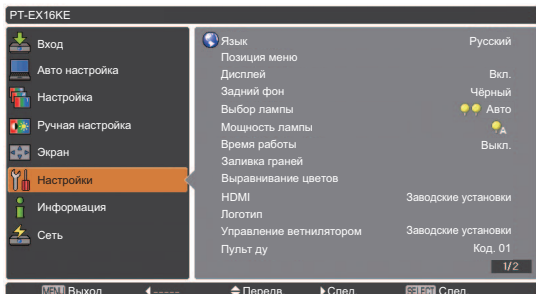 PT-EX16KE
Вход
Авто настройка
Настройка
Ручная настройка
Экран
Настройки
Информация
Сеть
Язык Русский
Позиция меню
Дисплей Вкл.
Задний фон Чёрный
Выбор лампы Авто
Мощность лампы A
Время работы Выкл.
Заливка граней
Выравнивание цветов
HDMI Заводские установки
Логотип
Управление ветнилятором Заводские установки
Пульт ду Код. 01
1/2
MENU Выход ----- Передв. След. SELECT След.